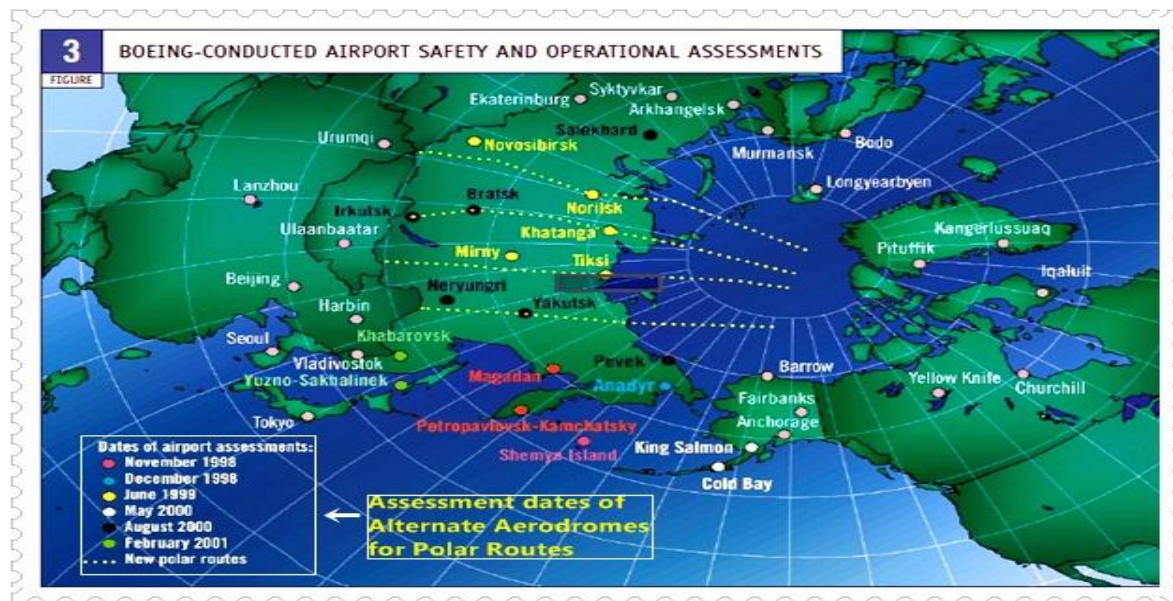 3
FIGURE
BOEING-CONDUCTED AIRPORT SAFETY AND OPERATIONAL ASSESSMENTS
Syktyvkar
Ekaterinburg
Arkhangelsk
Salekhard
Urumqi
Novosibirsk
Murmansk
Bodo
Lanzhou
Bratsk
Longyearbyen
Irkutsk
Norilsk
Ulaanbaatar
Khatanga
Kangerlussuaq
Mirny
Pituffik
Tiksi
Beijing
Neryungri
Iqaluit
Harbin
Yakutsk
Khabarovsk
Seoul
Vladivostok
Pevek
Barrow
Magadan
Yuzno-Sakhalinek
Anadyr
Yellow Knife
Churchill
Fairbanks
Tokyo
Petropavlovsk-Kamchatsky
Anchorage
Shemya Island
King Salmon
Cold Bay
Dates of airport assessments:
November 1998
December 1998
June 1999
May 2000
August 2000
February 2001
New polar routes
Assessment dates of
Alternate Aerodromes
for Polar Routes